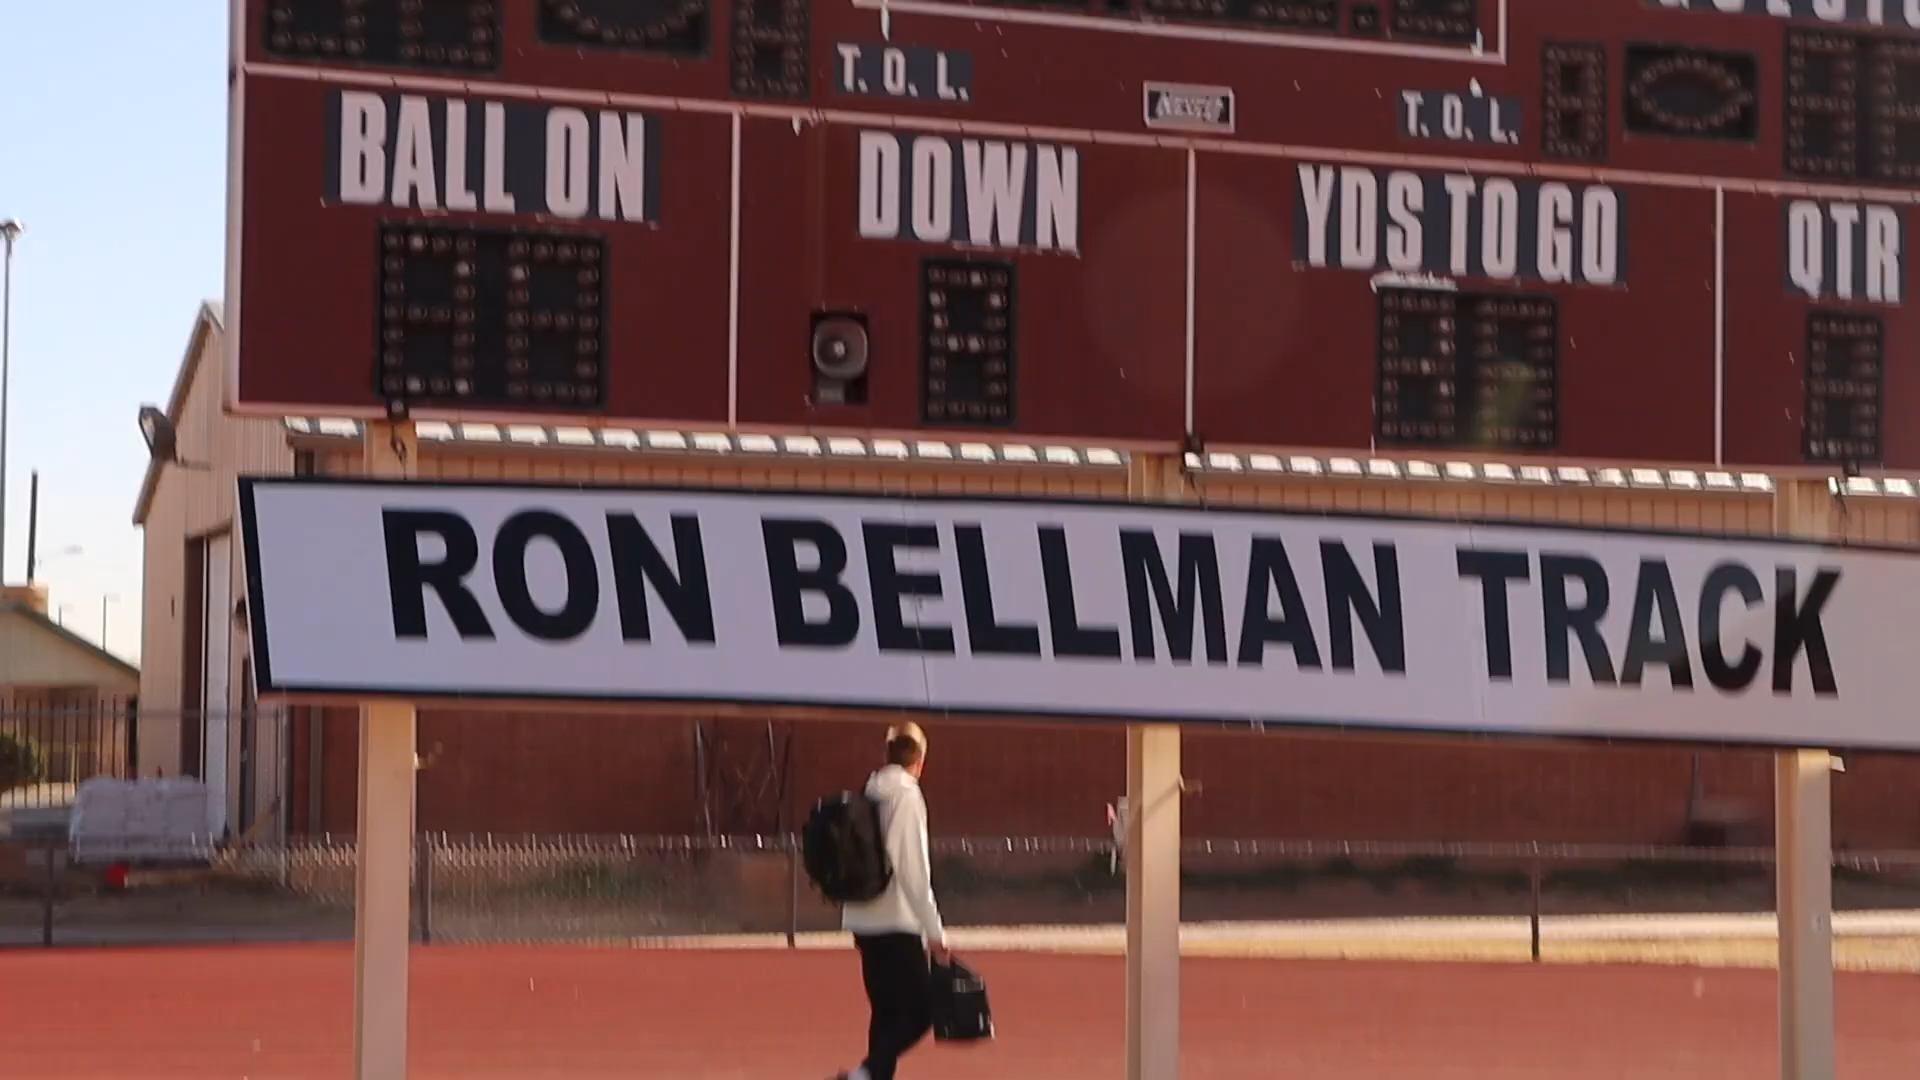 T. O. L.
T. O. L.
BALL ON
DOWN
YDS TO GO
QTR
RON BELLMAN TRACK